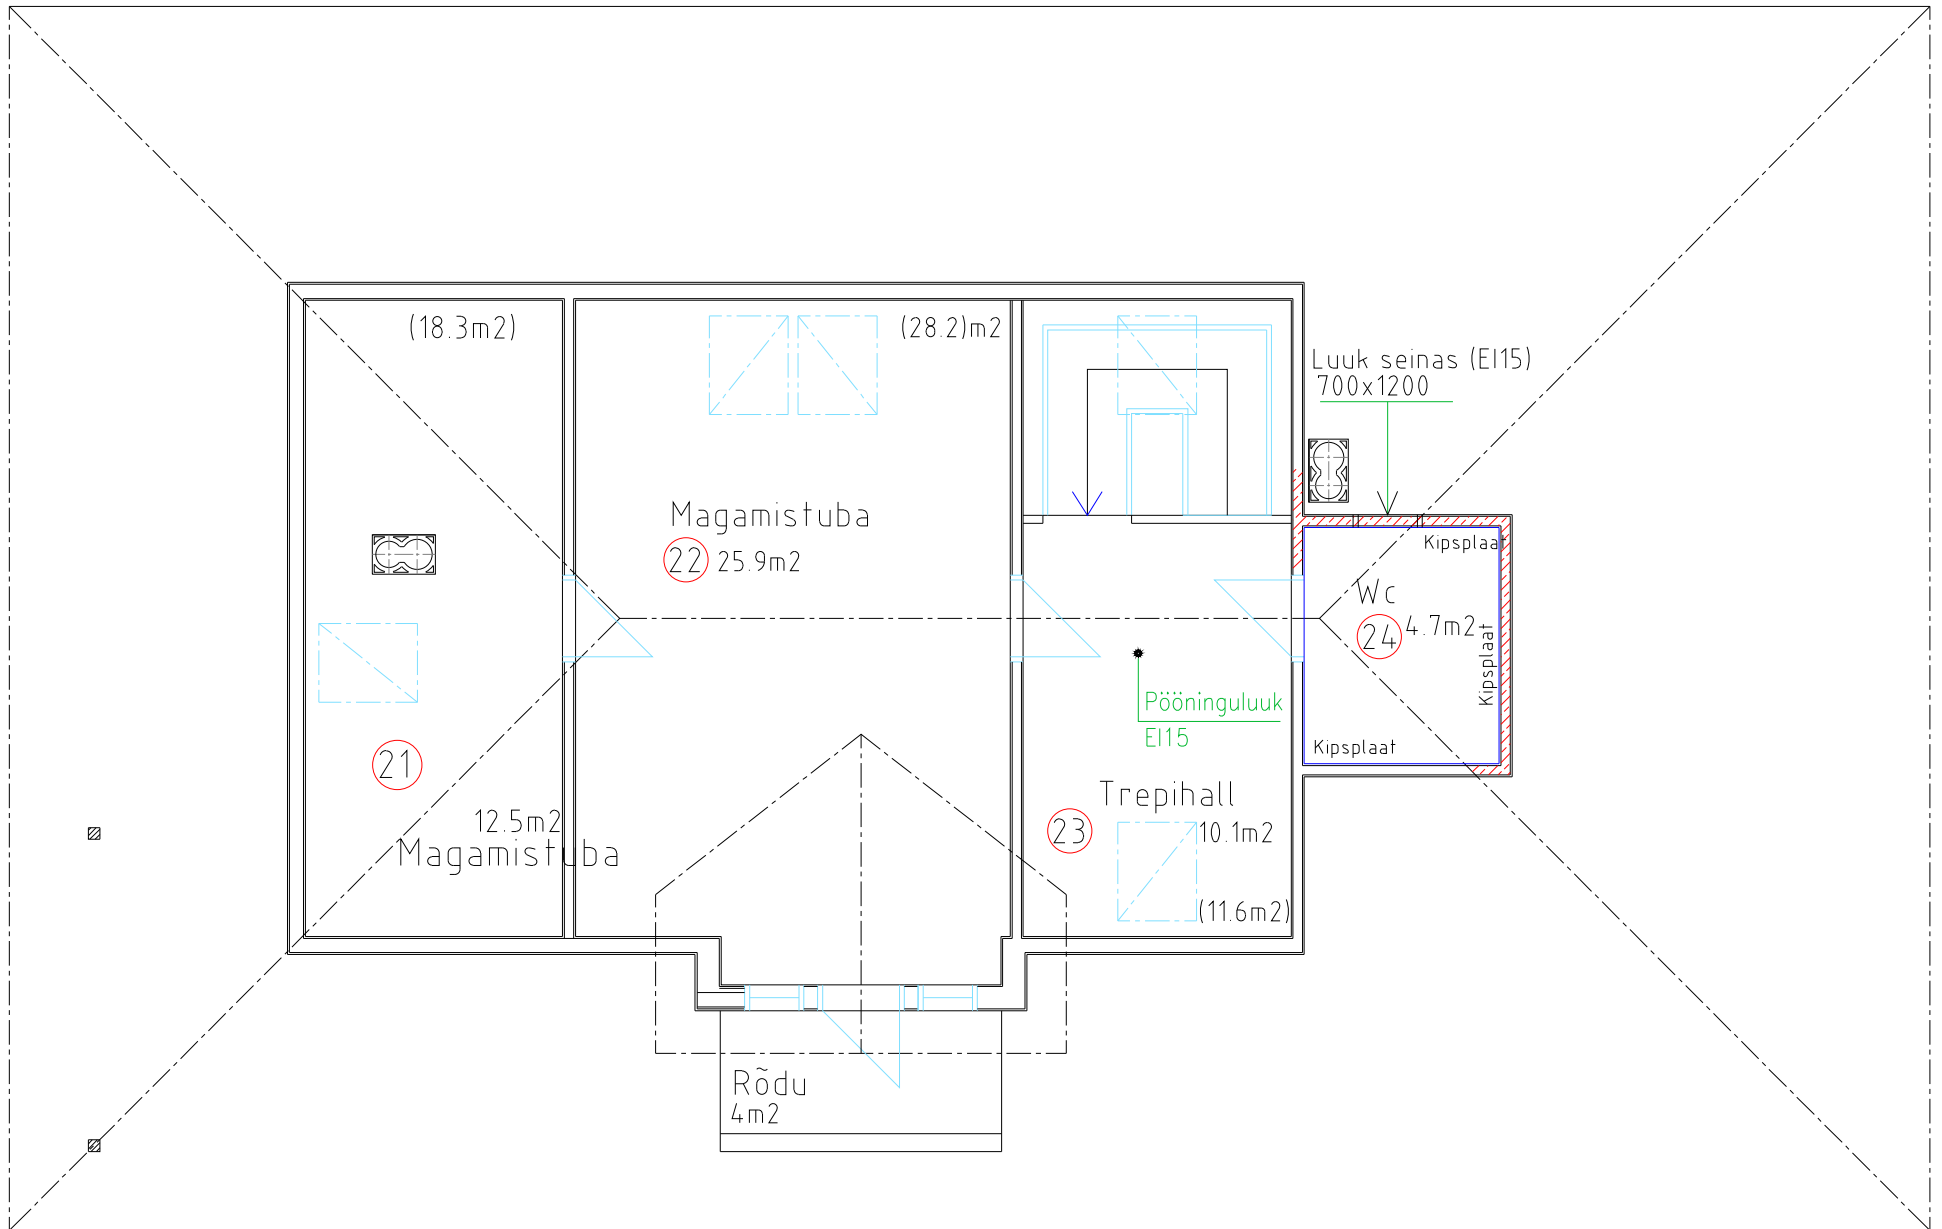 (18.3m2)
(28.2)m2
Luuk seinas (EI15)
700x1200
Magamistuba
22 25.9m2
Kipsplaat
Wc
24 4.7m2
Kipsplaat
Pööninguluuk
EI15
Kipsplaat
21
Trepihall
23 10.1m2
12.5m2
Magamistuba
(11.6m2)
Rõdu
4m2